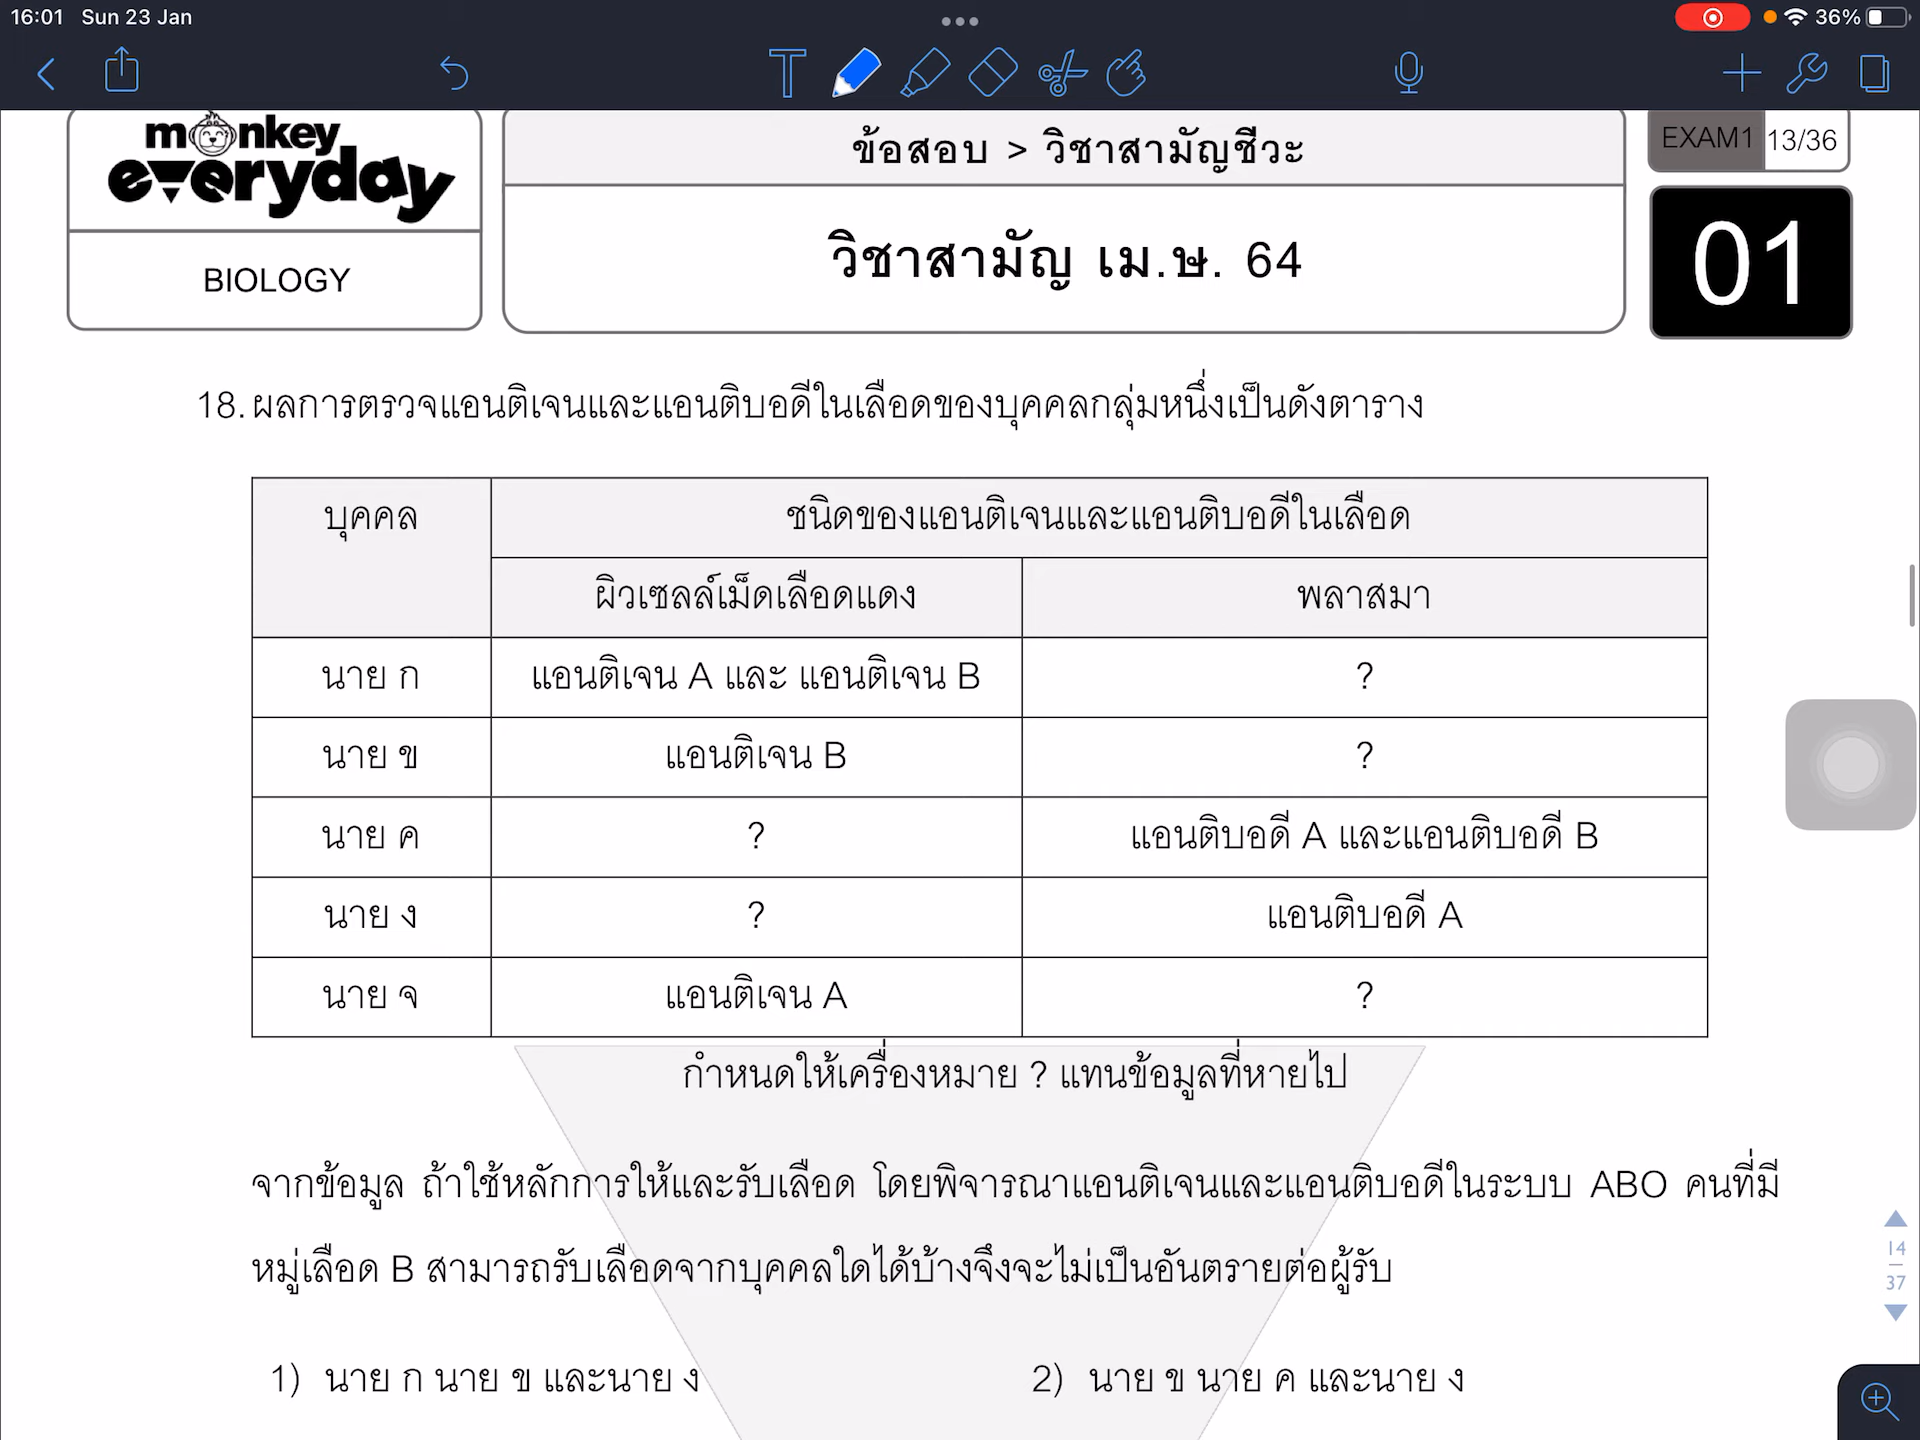 16:01 Sun 23 Jan
36%
monkey
everyday
BIOLOGY
ข้อสอบ > วิชาสามัญชีวะ
วิชาสามัญ เม.ษ. 64
EXAM1 13/36
01
18. ผลการตรวจแอนติเจนและแอนติบอดีในเลือดของบุคคลกลุ่มหนึ่งเป็นดังตาราง
บุคคล ชนิดของแอนติเจนและแอนติบอดีในเลือด
ผิวเซลล์เม็ดเลือดแดง พลาสมา
นาย ก แอนติเจน A และ แอนติเจน B ?
นาย ข แอนติเจน B ?
นาย ค ? แอนติบอดี A และแอนติบอดี B
นาย ง ? แอนติบอดี A
นาย จ แอนติเจน A ?
กำหนดให้เครื่องหมาย ? แทนข้อมูลที่หายไป
จากข้อมูล ถ้าใช้หลักการให้และรับเลือด โดยพิจารณาแอนติเจนและแอนติบอดีในระบบ ABO คนที่มี
หมู่เลือด B สามารถรับเลือดจากบุคคลใดได้บ้างจึงจะไม่เป็นอันตรายต่อผู้รับ
14
37
1) นาย ก นาย ข และนาย ง 2) นาย ข นาย ค และนาย ง